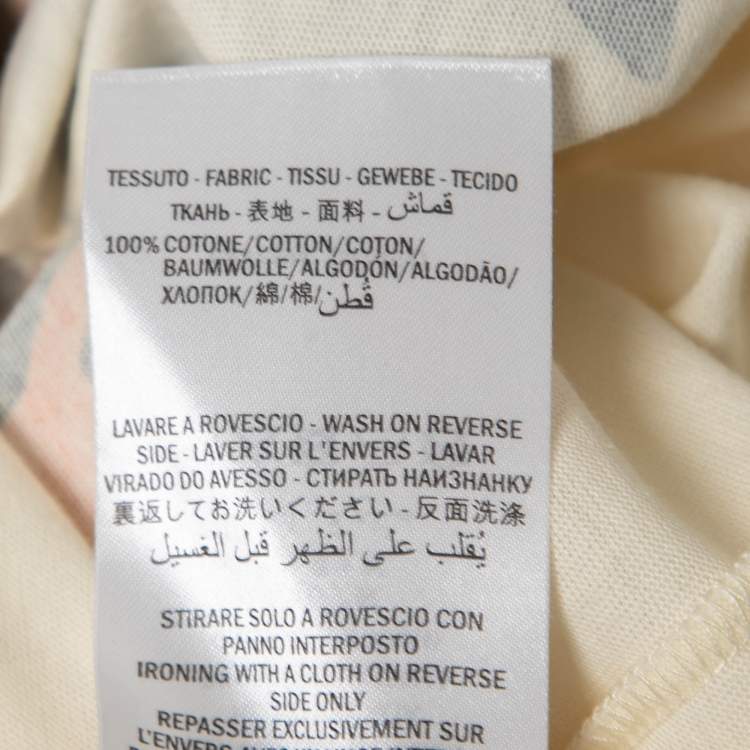 TESSUTO - FABRIC - TISSU - GEWEBE - TECIDO
ТКАНЬ - 表地 - 面料 - قماش
100% COTONE/COTTON/COTON/
BAUMWOLLE/ALGODÓN/ALGODÃO/
ХЛОПОК/綿/棉/قُطن
LAVARE A ROVESCIO - WASH ON REVERSE
SIDE - LAVER SUR L'ENVERS - LAVAR
VIRADO DO AVESSO - СТИРАТЬ НАИЗНАНКУ
裏返してお洗いください - 反面洗涤
يُقلب على الظهر قبل الغسيل
STIRARE SOLO A ROVESCIO CON
PANNO INTERPOSTO
IRONING WITH A CLOTH ON REVERSE
SIDE ONLY
REPASSER EXCLUSIVEMENT SUR
L'ENVERS AVEC